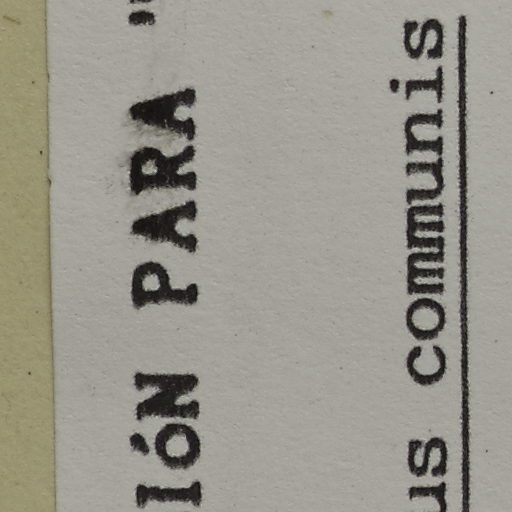 IÓN PARA "
us communis